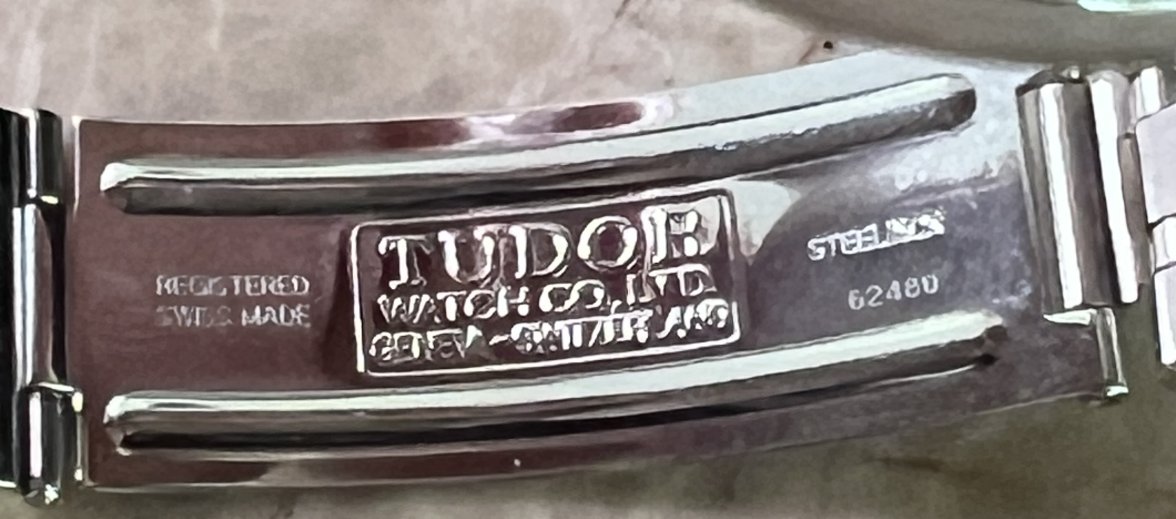 REGISTERED
SWISS MADE
TUDOR
WATCH CO., LTD.
GENEVA-SWITZERLAND
STEELINOX
62480